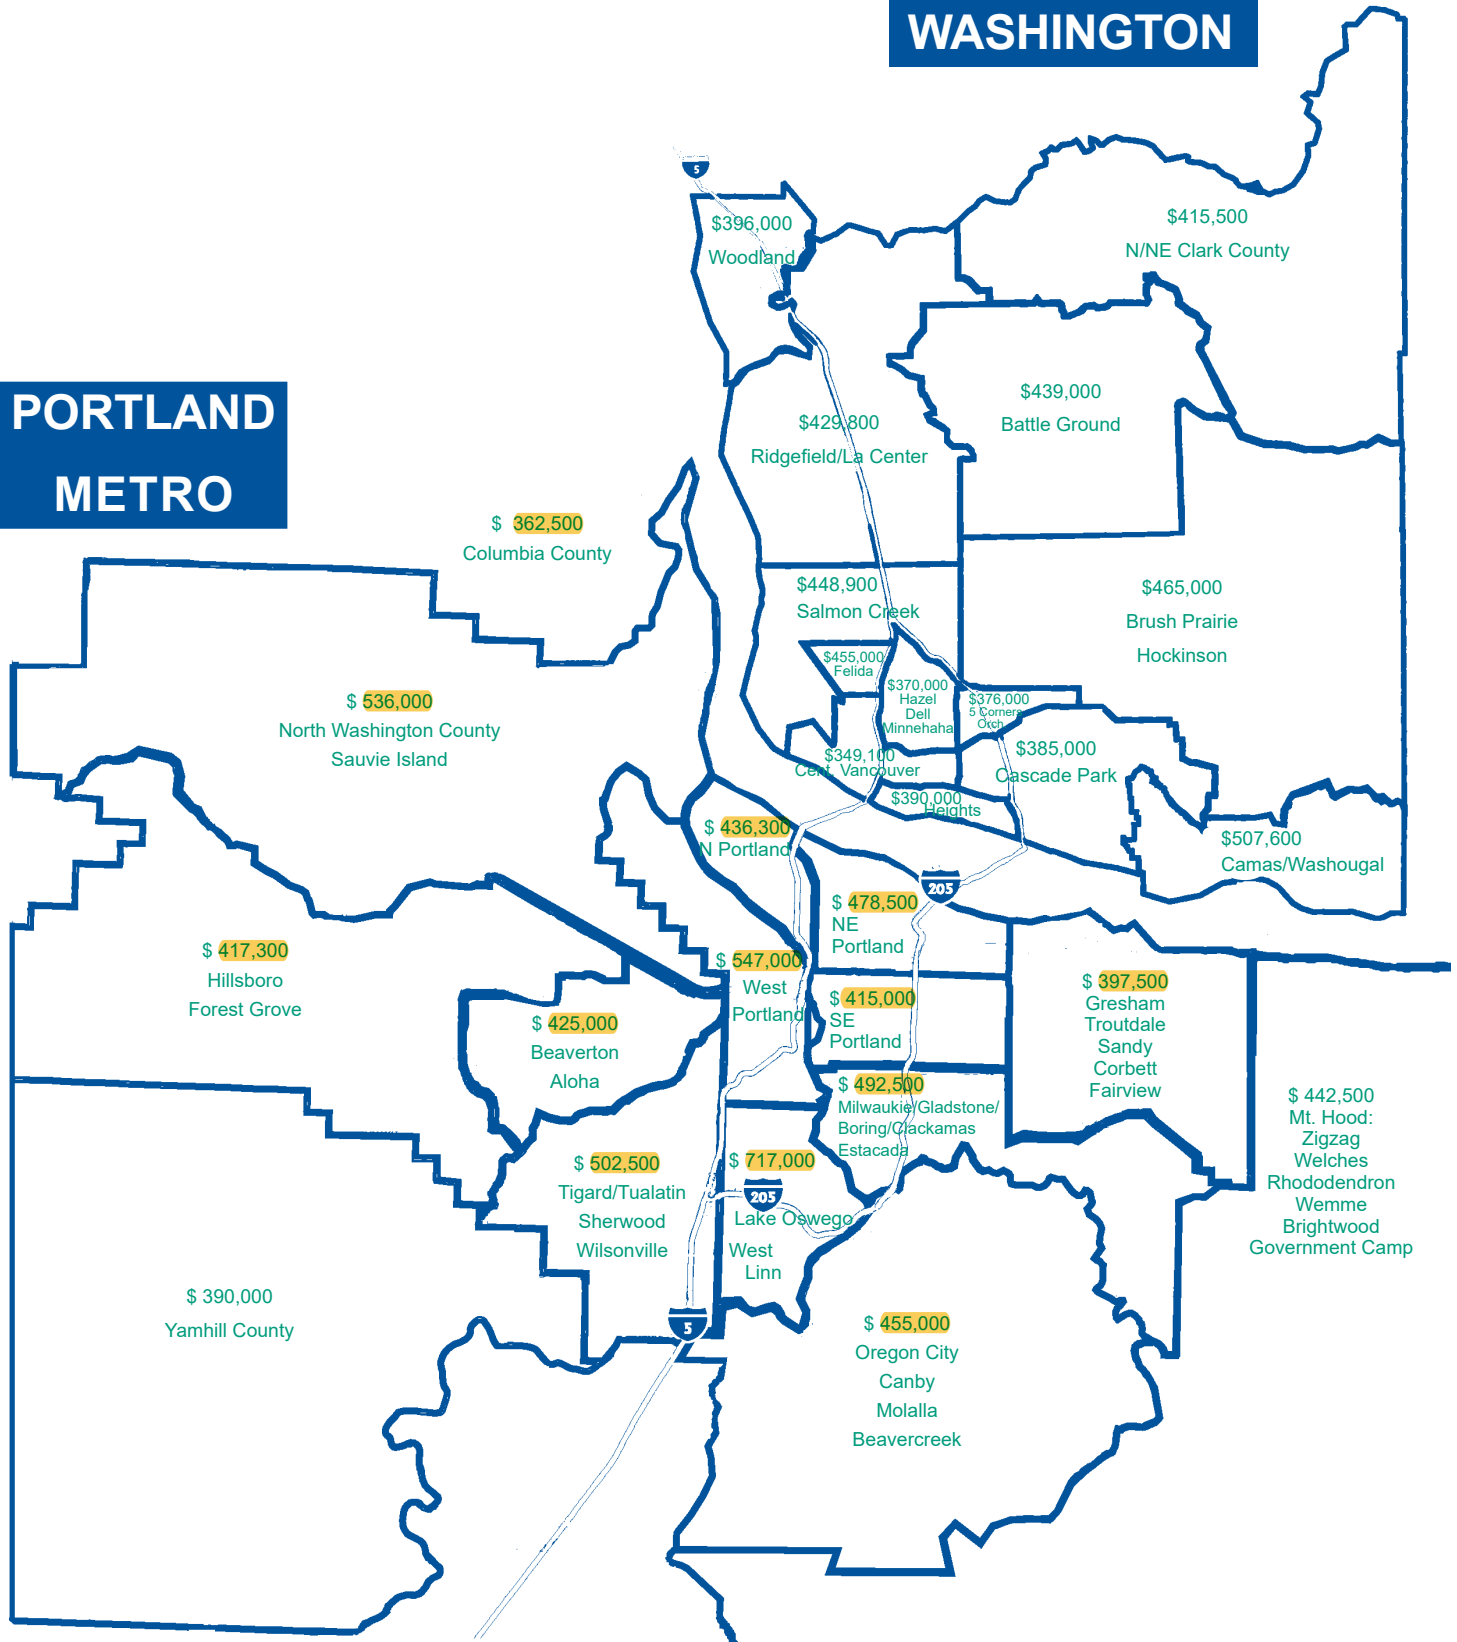 WASHINGTON
5
$396,000
Woodland
$415,500
N/NE Clark County
PORTLAND
METRO
$439,000
Battle Ground
$429,800
Ridgefield/La Center
$ 362,500
Columbia County
$448,900
Salmon Creek
$465,000
Brush Prairie
Hockinson
$455,000
Felida
$370,000
Hazel
Dell
Minnehaha
$376,000
5 Corners
Orch
$ 536,000
North Washington County
Sauvie Island
$349,100
Cent. Vancouver
$385,000
Cascade Park
$390,000
Heights
$ 436,300
N Portland
$507,600
Camas/Washougal
205
$ 478,500
NE
Portland
$ 417,300
Hillsboro
Forest Grove
$ 547,000
West
Portland
$ 415,000
SE
Portland
$ 397,500
Gresham
Troutdale
Sandy
Corbett
Fairview
$ 425,000
Beaverton
Aloha
$ 492,500
Milwaukie/Gladstone/
Boring/Clackamas
Estacada
$ 442,500
Mt. Hood:
Zigzag
Welches
Rhododendron
Wemme
Brightwood
Government Camp
$ 502,500
Tigard/Tualatin
Sherwood
Wilsonville
$ 717,000
205
Lake Oswego
West
Linn
$ 390,000
Yamhill County
5
$ 455,000
Oregon City
Canby
Molalla
Beavercreek